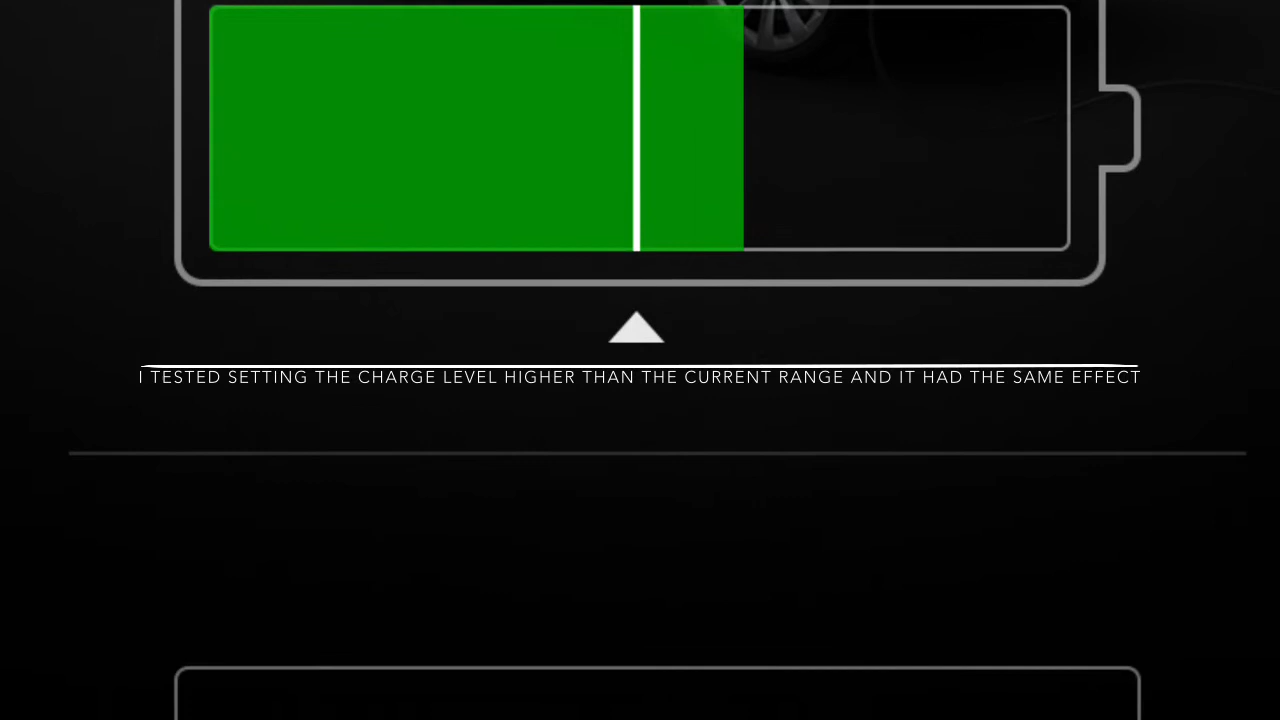 I TESTED SETTING THE CHARGE LEVEL HIGHER THAN THE CURRENT RANGE AND IT HAD THE SAME EFFECT